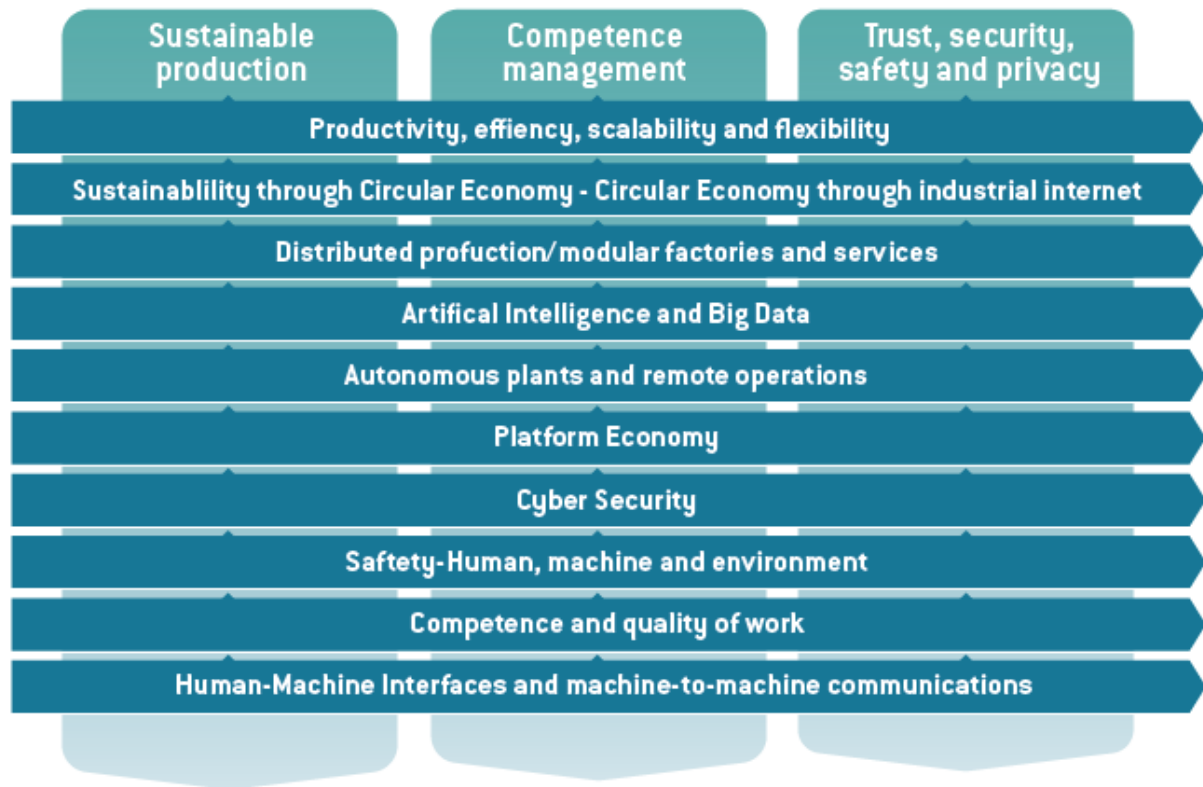 Sustainable
production
Competence
management
Trust, security,
safety and privacy
Productivity, effiency, scalability and flexibility
Sustainablility through Circular Economy - Circular Economy through industrial internet
Distributed profuction/modular factories and services
Artifical Intelligence and Big Data
Autonomous plants and remote operations
Platform Economy
Cyber Security
Saftety-Human, machine and environment
Competence and quality of work
Human-Machine Interfaces and machine-to-machine communications